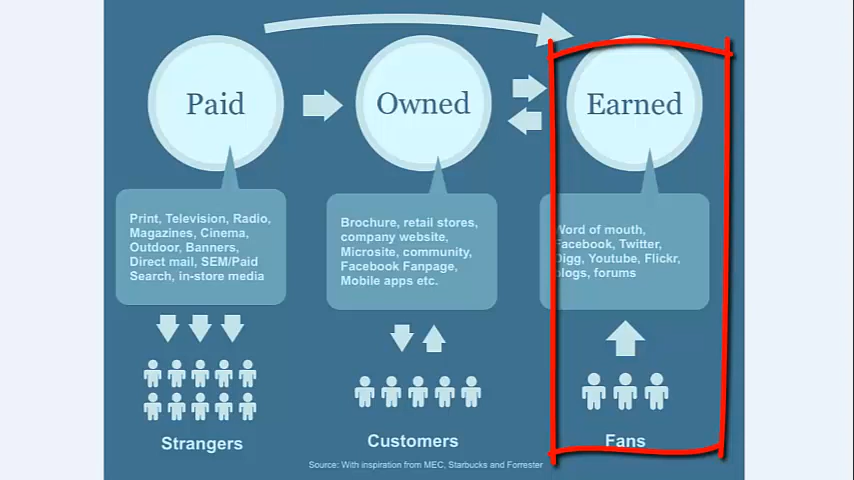 Paid
Owned
Earned
Print, Television, Radio,
Magazines, Cinema,
Outdoor, Banners,
Direct mail, SEM/Paid
Search, in-store media
Brochure, retail stores,
company website,
Microsite, community,
Facebook Fanpage,
Mobile apps etc.
Word of mouth,
Facebook, Twitter,
Digg, Youtube, Flickr,
blogs, forums
Strangers
Customers
Fans
Source: With inspiration from MEC, Starbucks and Forrester